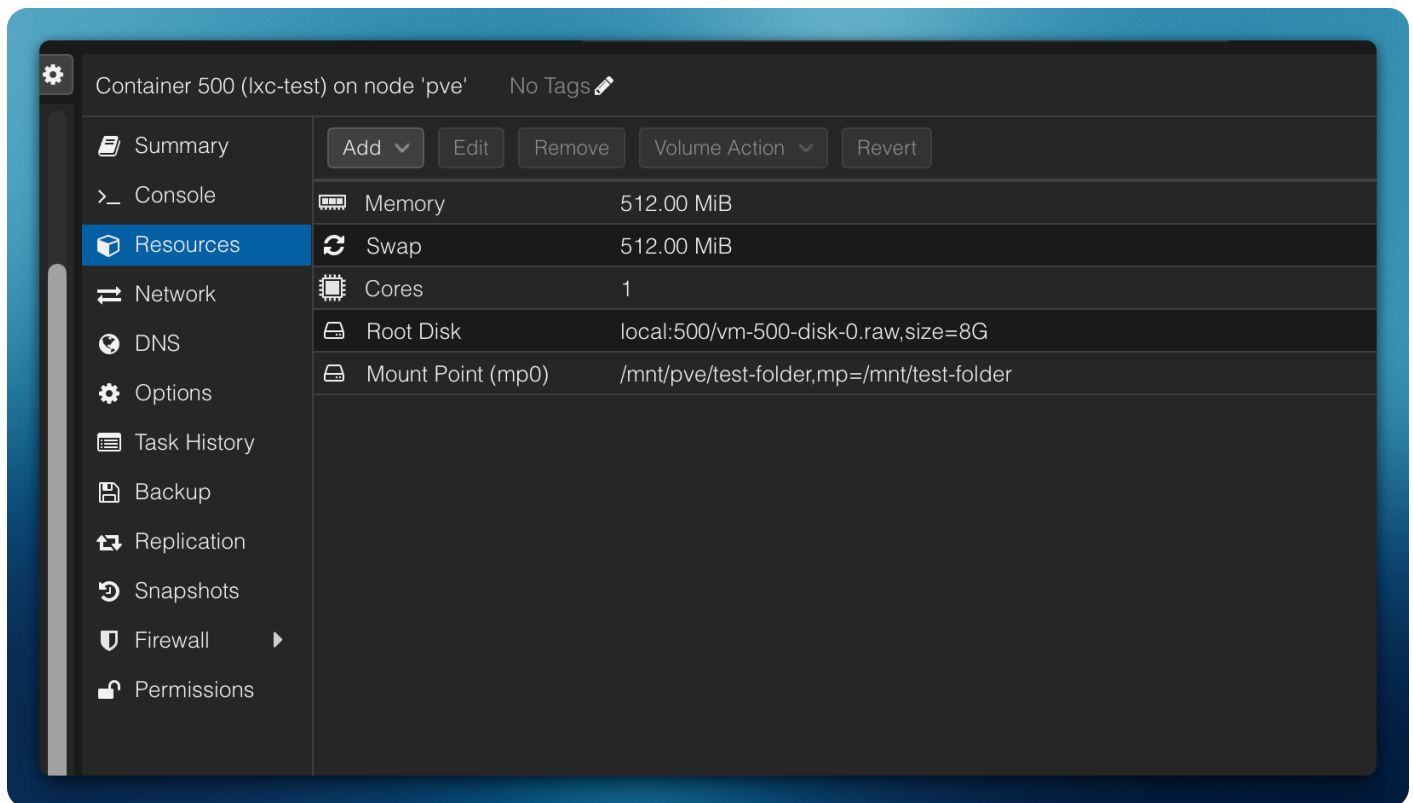 Container 500 (lxc-test) on node 'pve' No Tags
Summary
Console
Resources
Network
DNS
Options
Task History
Backup
Replication
Snapshots
Firewall
Permissions
Add Edit Remove Volume Action Revert
Memory 512.00 MiB
Swap 512.00 MiB
Cores 1
Root Disk local:500/vm-500-disk-0.raw,size=8G
Mount Point (mp0) /mnt/pve/test-folder,mp=/mnt/test-folder